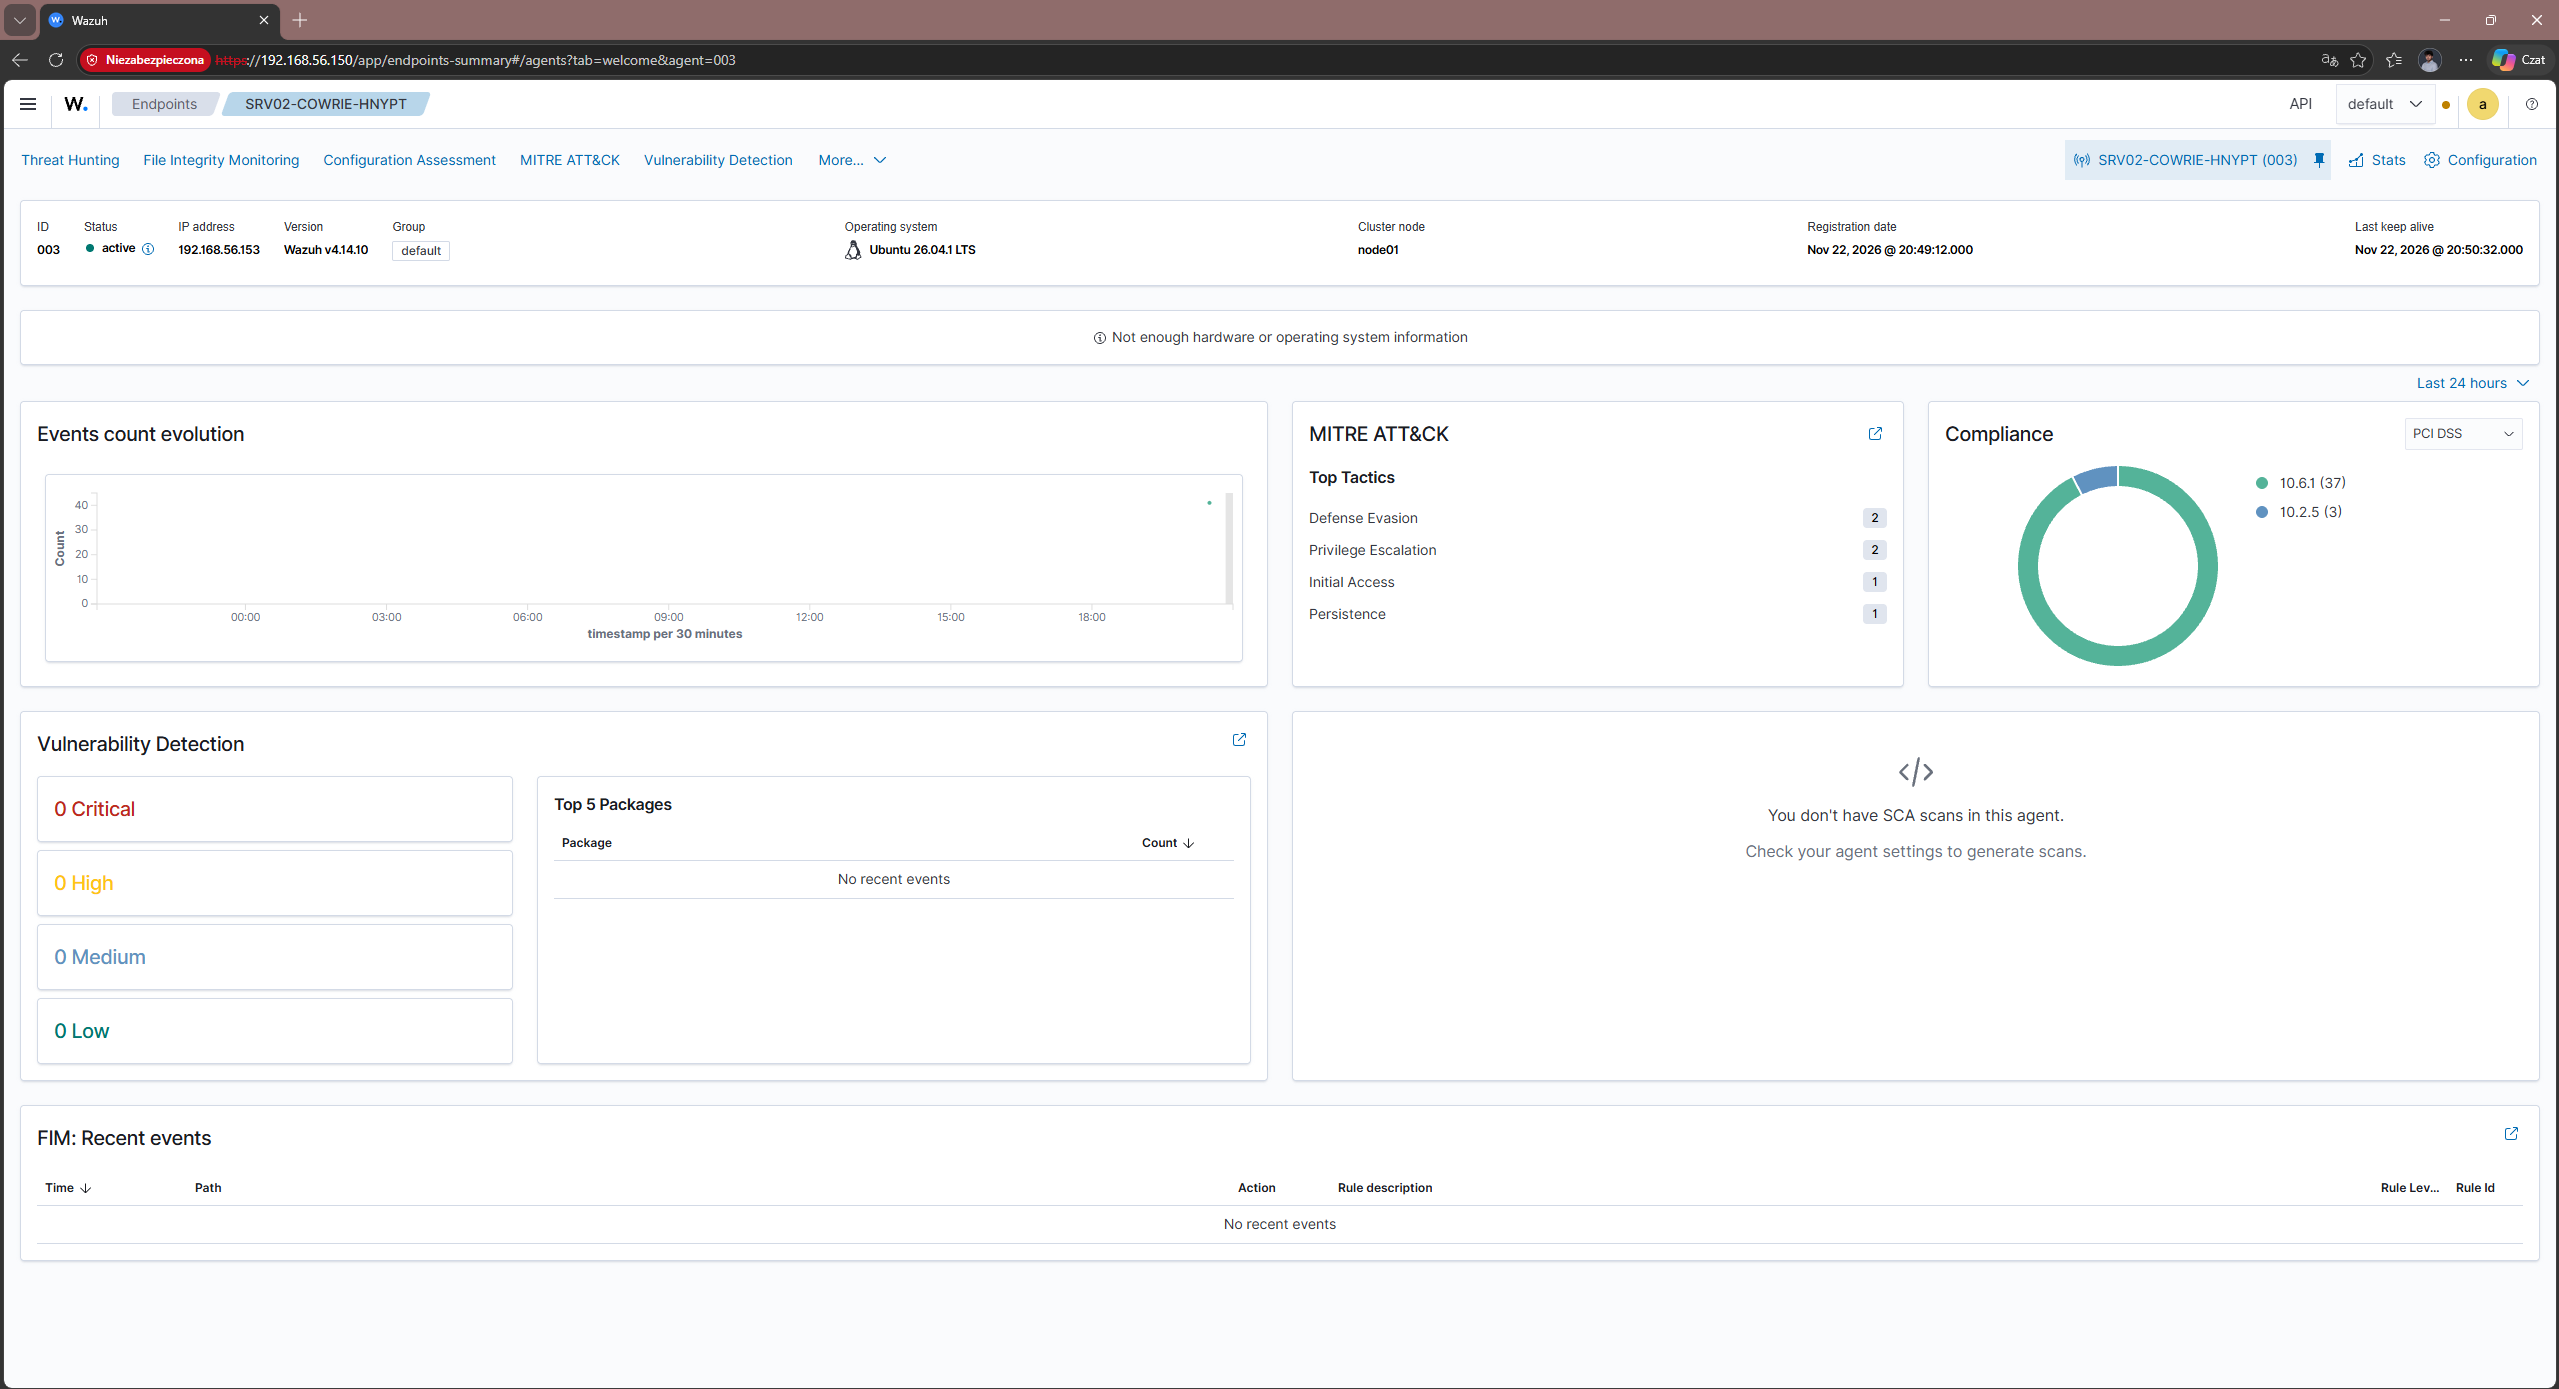 Wazuh
Niezabezpieczona https://192.168.56.150/app/endpoints-summary#/agents?tab=welcome&agent=003
Czat
W. Endpoints SRV02-COWRIE-HNYPT API default a
Threat Hunting File Integrity Monitoring Configuration Assessment MITRE ATT&CK Vulnerability Detection More... SRV02-COWRIE-HNYPT (003) Stats Configuration
ID Status IP address Version Group Operating system Cluster node Registration date Last keep alive
003 active 192.168.56.153 Wazuh v4.14.10 default Ubuntu 26.04.1 LTS node01 Nov 22, 2026 @ 20:49:12.000 Nov 22, 2026 @ 20:50:32.000
Not enough hardware or operating system information
Last 24 hours
Events count evolution
40
30
20
10
0
Count
00:00 03:00 06:00 09:00 12:00 15:00 18:00
timestamp per 30 minutes
MITRE ATT&CK
Top Tactics
Defense Evasion 2
Privilege Escalation 2
Initial Access 1
Persistence 1
Compliance PCI DSS
10.6.1 (37)
10.2.5 (3)
Vulnerability Detection
0 Critical
0 High
0 Medium
0 Low
Top 5 Packages
Package Count
No recent events
</>
You don't have SCA scans in this agent.
Check your agent settings to generate scans.
FIM: Recent events
Time Path Action Rule description Rule Lev... Rule Id
No recent events